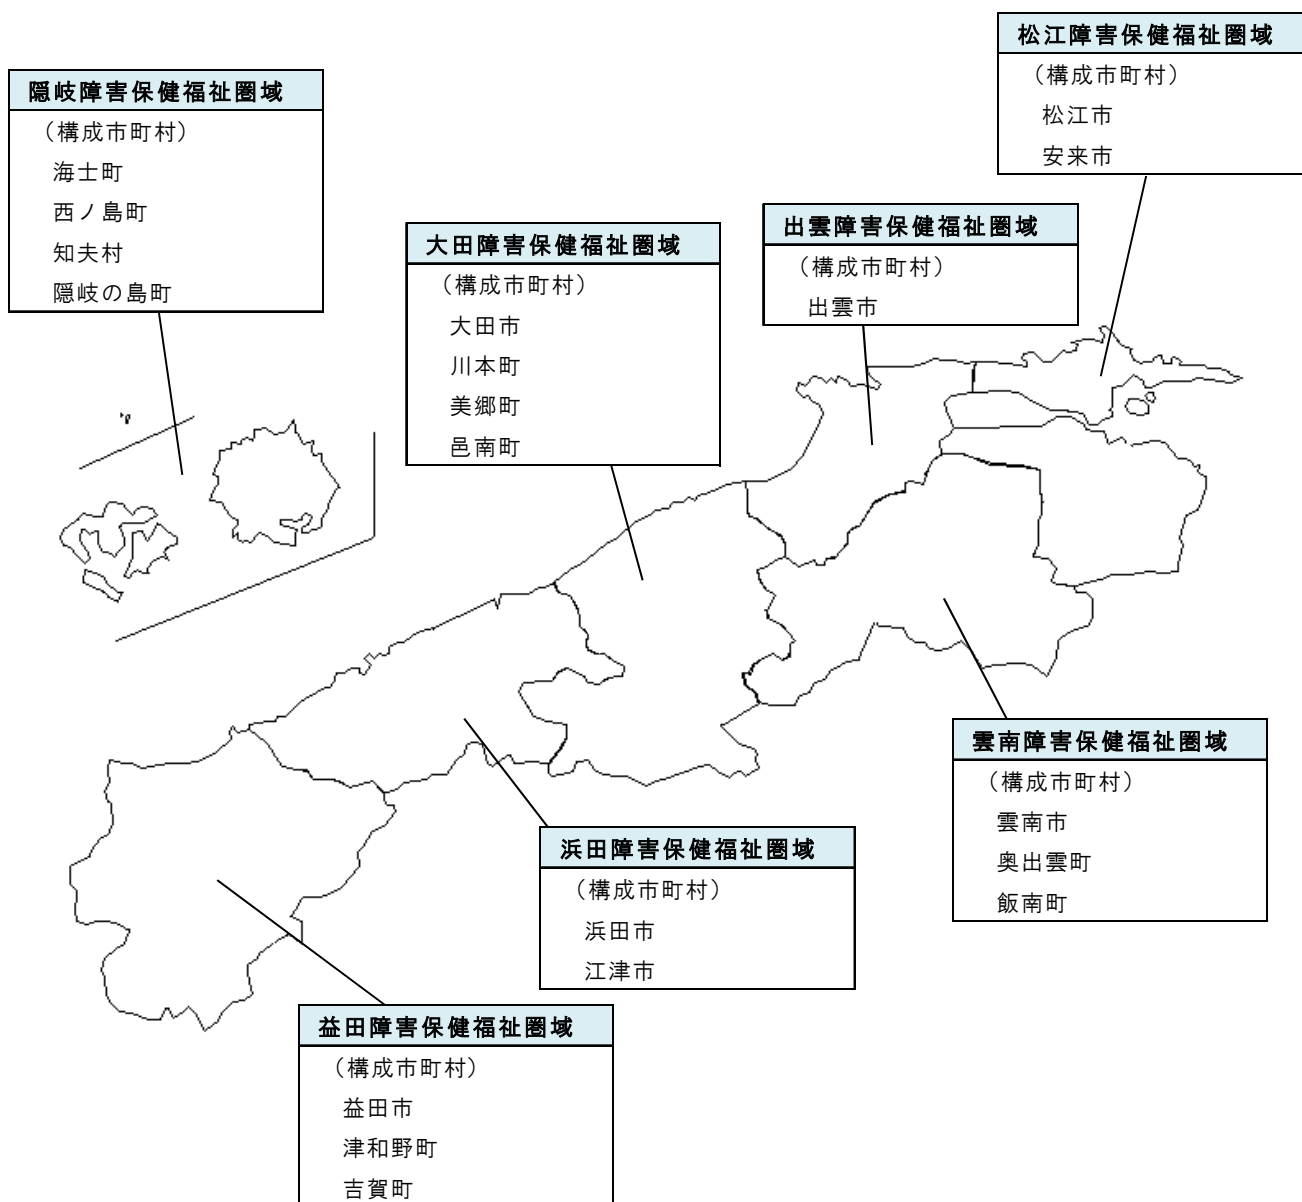 松江障害保健福祉圏域
（構成市町村）
松江市
安来市
隠岐障害保健福祉圏域
（構成市町村）
海士町
西ノ島町
知夫村
隠岐の島町
出雲障害保健福祉圏域
（構成市町村）
出雲市
大田障害保健福祉圏域
（構成市町村）
大田市
川本町
美郷町
邑南町
雲南障害保健福祉圏域
（構成市町村）
雲南市
奥出雲町
飯南町
浜田障害保健福祉圏域
（構成市町村）
浜田市
江津市
益田障害保健福祉圏域
（構成市町村）
益田市
津和野町
吉賀町